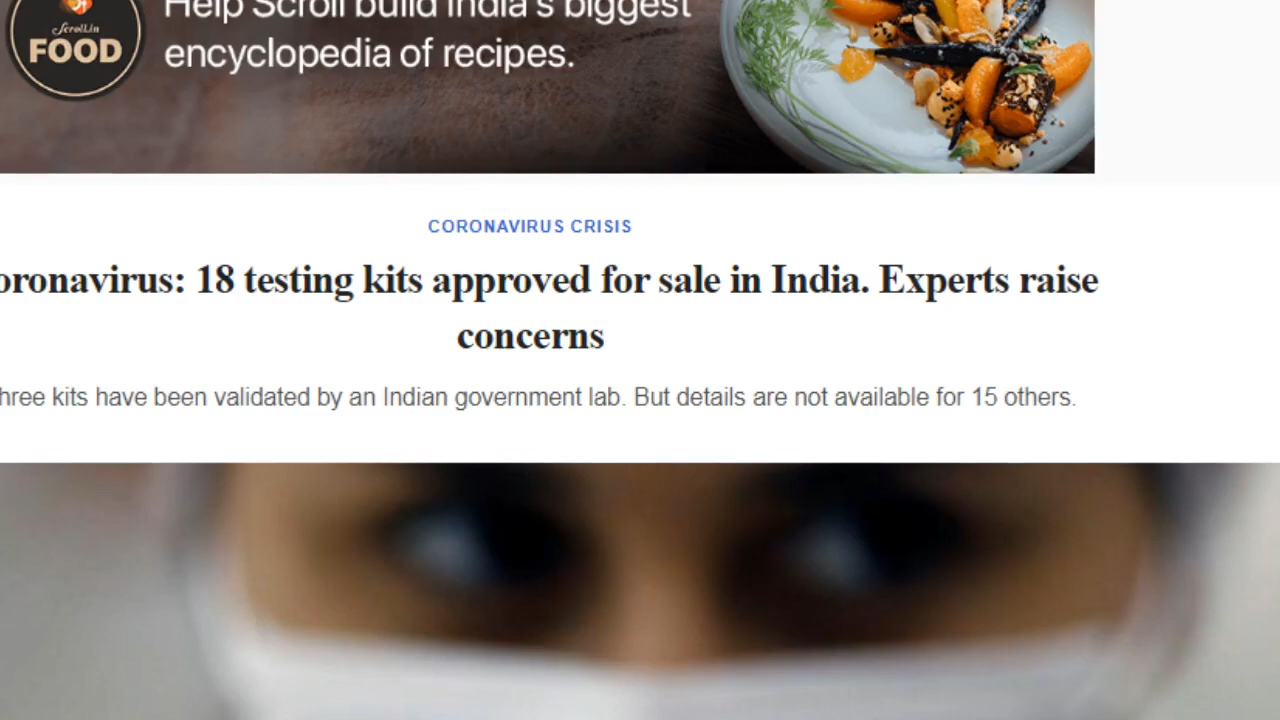 Help Scroll build India's biggest
encyclopedia of recipes.
Scroll.in
FOOD
CORONAVIRUS CRISIS
oronavirus: 18 testing kits approved for sale in India. Experts raise
concerns
hree kits have been validated by an Indian government lab. But details are not available for 15 others.